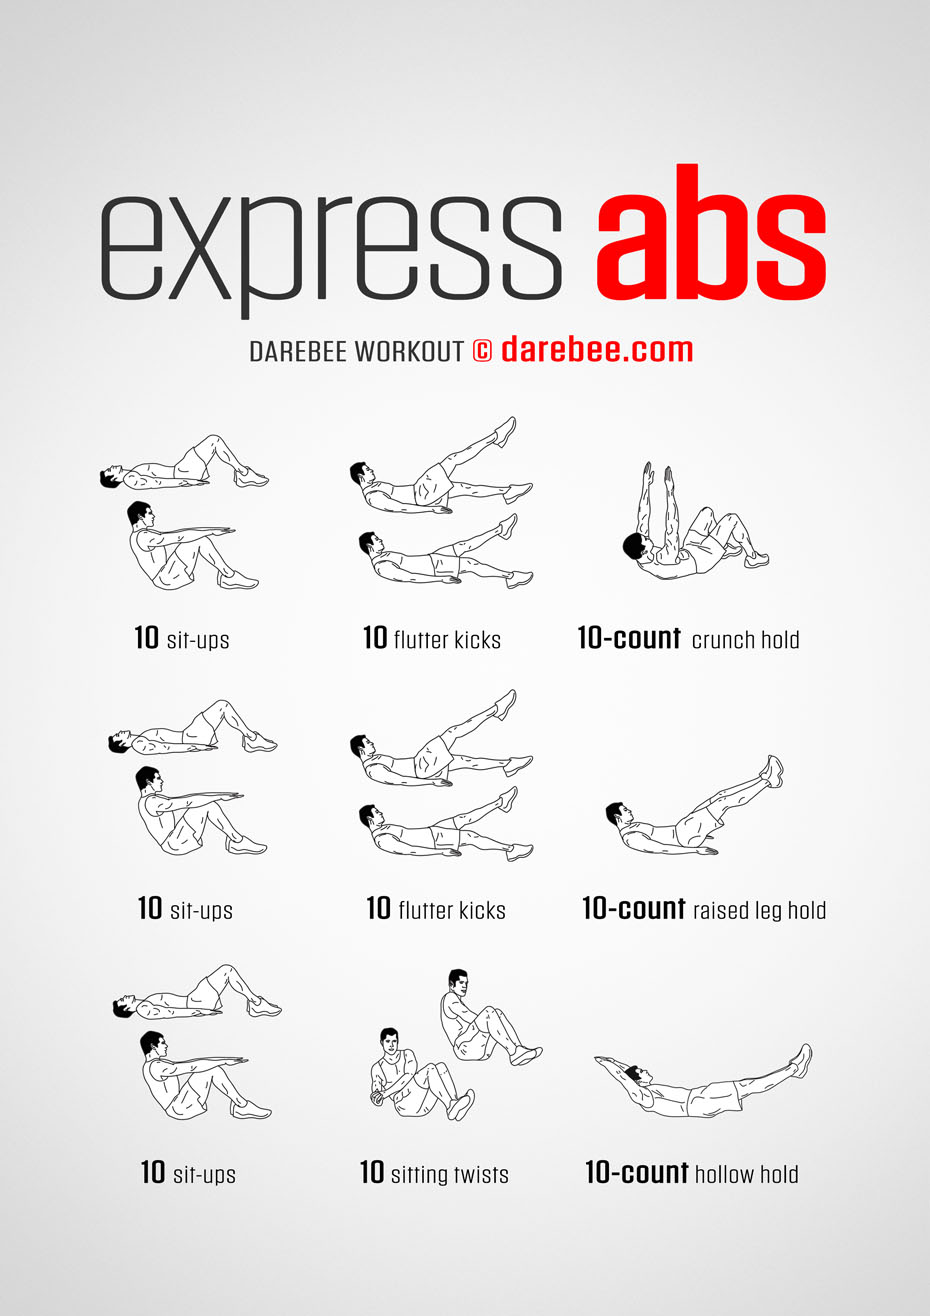 express abs
DAREBEE WORKOUT © darebee.com
10 sit-ups
10 flutter kicks
10-count crunch hold
10 sit-ups
10 flutter kicks
10-count raised leg hold
10 sit-ups
10 sitting twists
10-count hollow hold